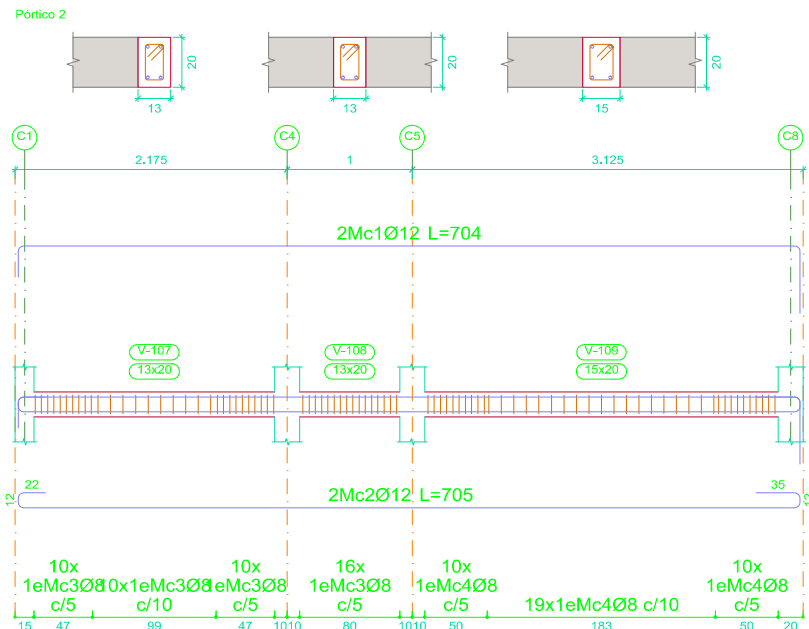 Pórtico 2
20
20
20
13
13
15
C1
C4
C5
C8
2.175
1
3.125
2Mc1Ø12 L=704
V-107
V-108
V-109
13x20
13x20
15x20
22
35
12
2Mc2Ø12 L=705
12
10x
1eMc3Ø8
c/5
10x1eMc3Ø8
c/10
10x
1eMc3Ø8
c/5
16x
1eMc3Ø8
c/5
10x
1eMc4Ø8
c/5
19x1eMc4Ø8 c/10
10x
1eMc4Ø8
c/5
15 47 99 47 10 10 80 10 10 50 183 50 20